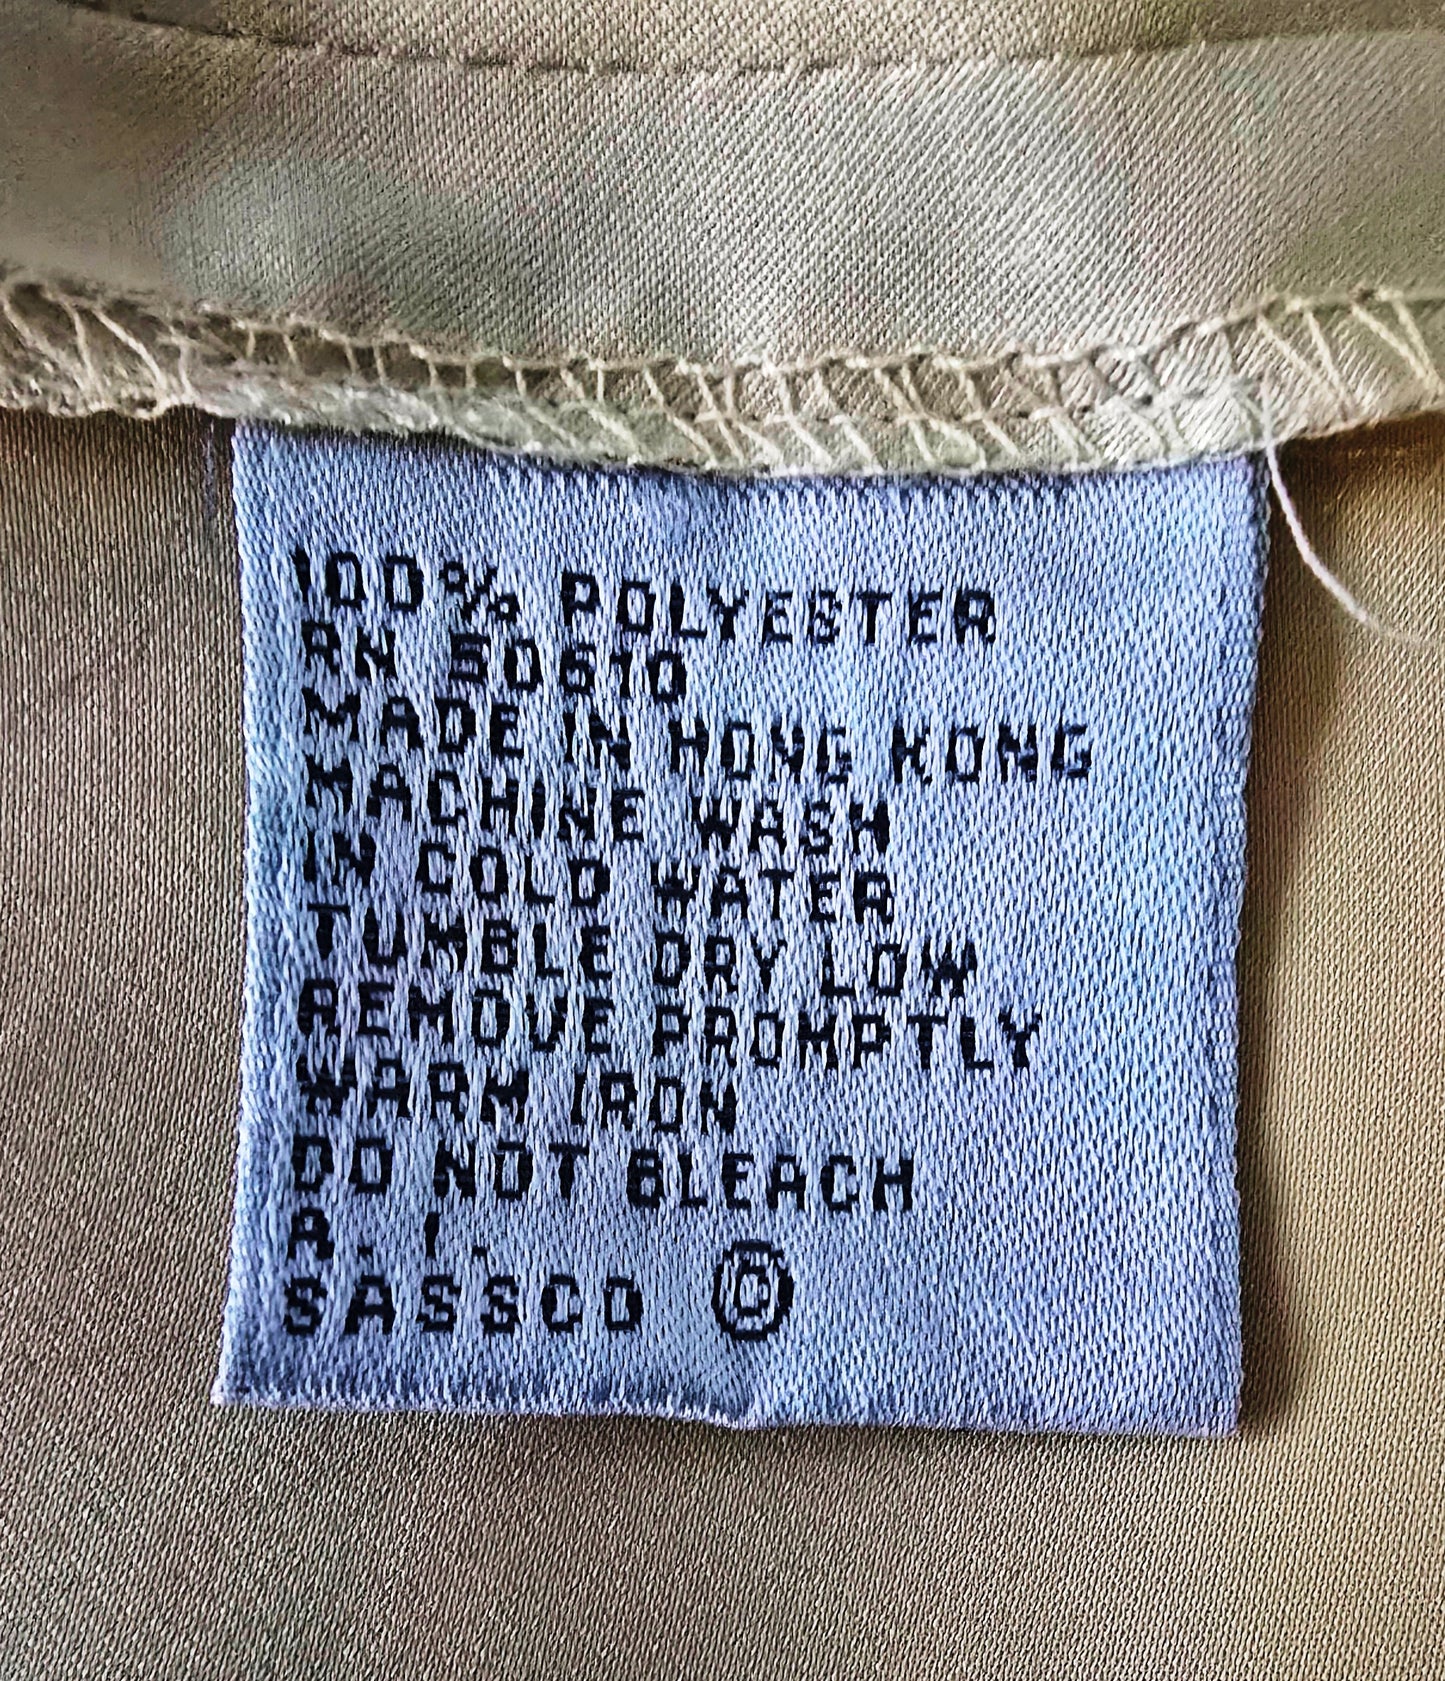 100% POLYESTER
RN 50610
MADE IN HONG KONG
MACHINE WASH
IN COLD WATER
TUMBLE DRY LOW
REMOVE PROMPTLY
WARM IRON
DO NOT BLEACH
A. I.
SASSCO ©